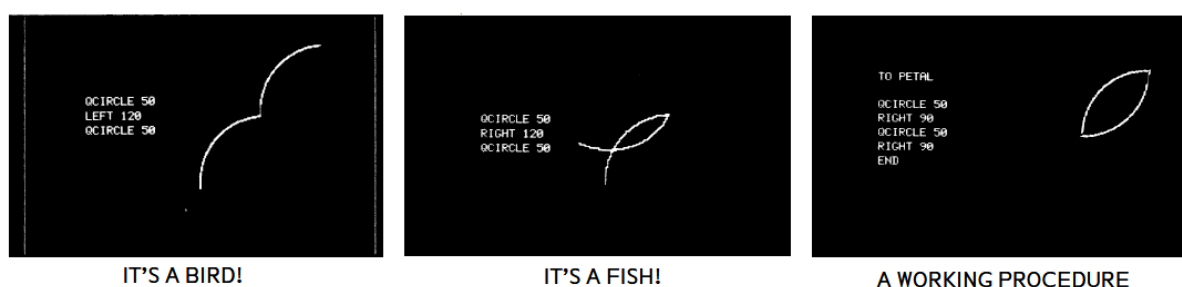 QCIRCLE 50
LEFT 120
QCIRCLE 50
IT'S A BIRD!
QCIRCLE 50
RIGHT 120
QCIRCLE 50
IT'S A FISH!
TO PETAL
QCIRCLE 50
RIGHT 90
QCIRCLE 50
RIGHT 90
END
A WORKING PROCEDURE